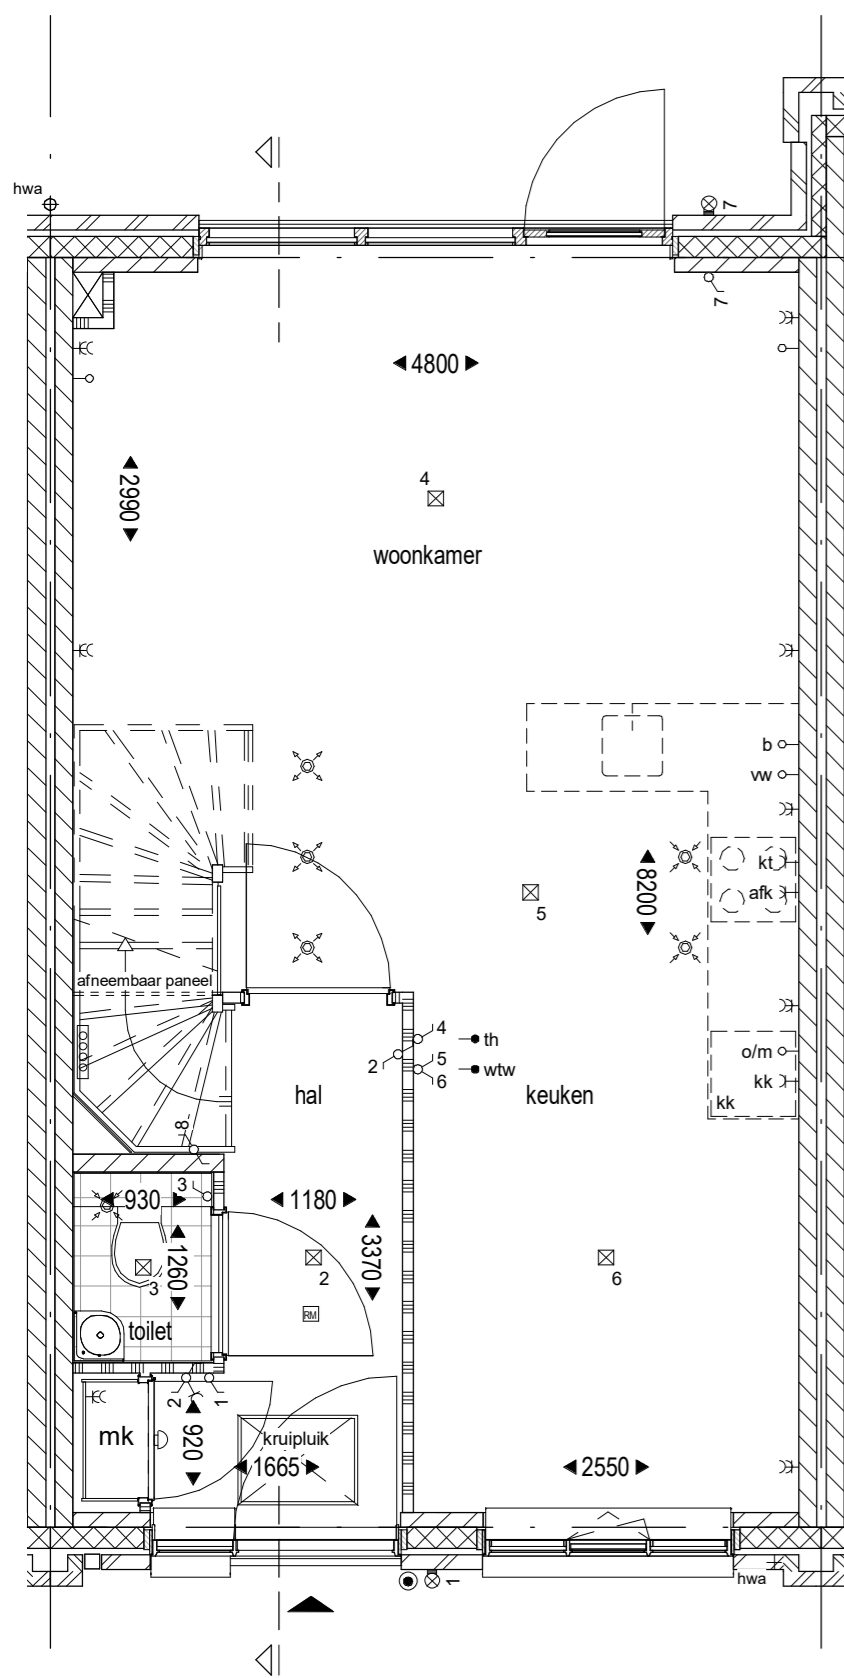 hwa
7
7
4800
2990
4
woonkamer
b
vw
kt
afk
8200
5
afneembaar paneel
4
th
2
5
wtw
6
o/m
kk
kk
hal
keuken
8
3
930
1180
1260
3370
3
2
6
RM
toilet
2
1
mk
920
kruipluik
1665
2550
1
hwa